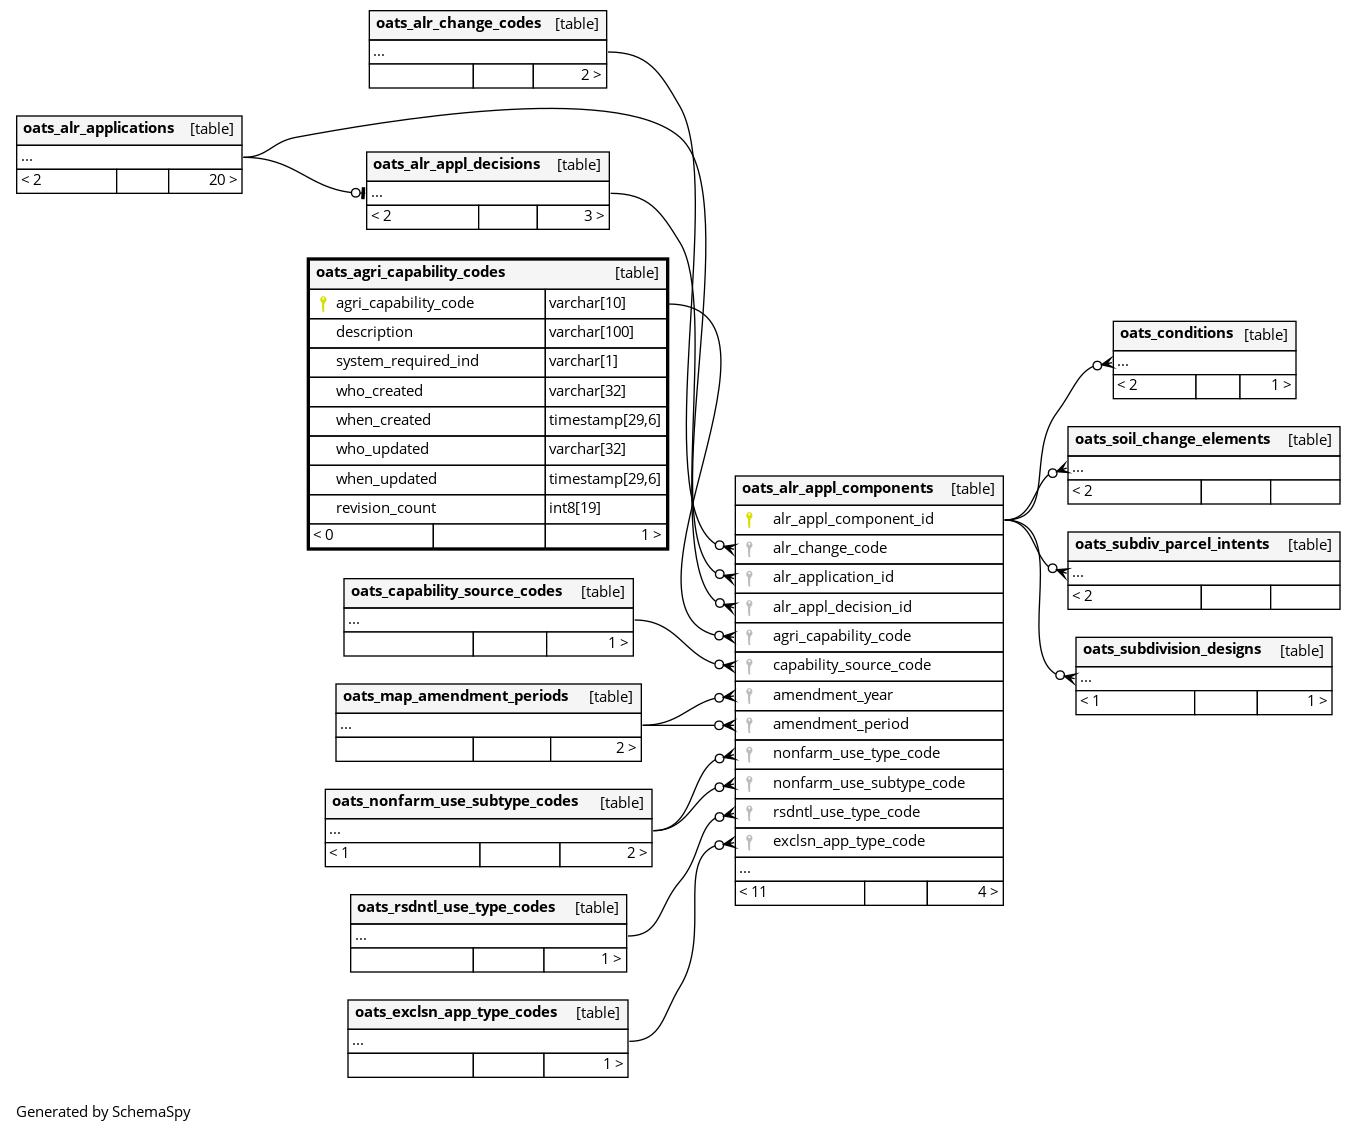 oats_alr_change_codes [table]
...
2 >
oats_alr_applications [table]
...
< 2 20 >
oats_alr_appl_decisions [table]
...
< 2 3 >
oats_agri_capability_codes [table]
agri_capability_code varchar[10]
description varchar[100]
system_required_ind varchar[1]
who_created varchar[32]
when_created timestamp[29,6]
who_updated varchar[32]
when_updated timestamp[29,6]
revision_count int8[19]
< 0 1 >
oats_capability_source_codes [table]
...
1 >
oats_map_amendment_periods [table]
...
2 >
oats_nonfarm_use_subtype_codes [table]
...
< 1 2 >
oats_rsdntl_use_type_codes [table]
...
1 >
oats_exclsn_app_type_codes [table]
...
1 >
oats_alr_appl_components [table]
alr_appl_component_id
alr_change_code
alr_application_id
alr_appl_decision_id
agri_capability_code
capability_source_code
amendment_year
amendment_period
nonfarm_use_type_code
nonfarm_use_subtype_code
rsdntl_use_type_code
exclsn_app_type_code
...
< 11 4 >
oats_conditions [table]
...
< 2 1 >
oats_soil_change_elements [table]
...
< 2
oats_subdiv_parcel_intents [table]
...
< 2
oats_subdivision_designs [table]
...
< 1 1 >
Generated by SchemaSpy